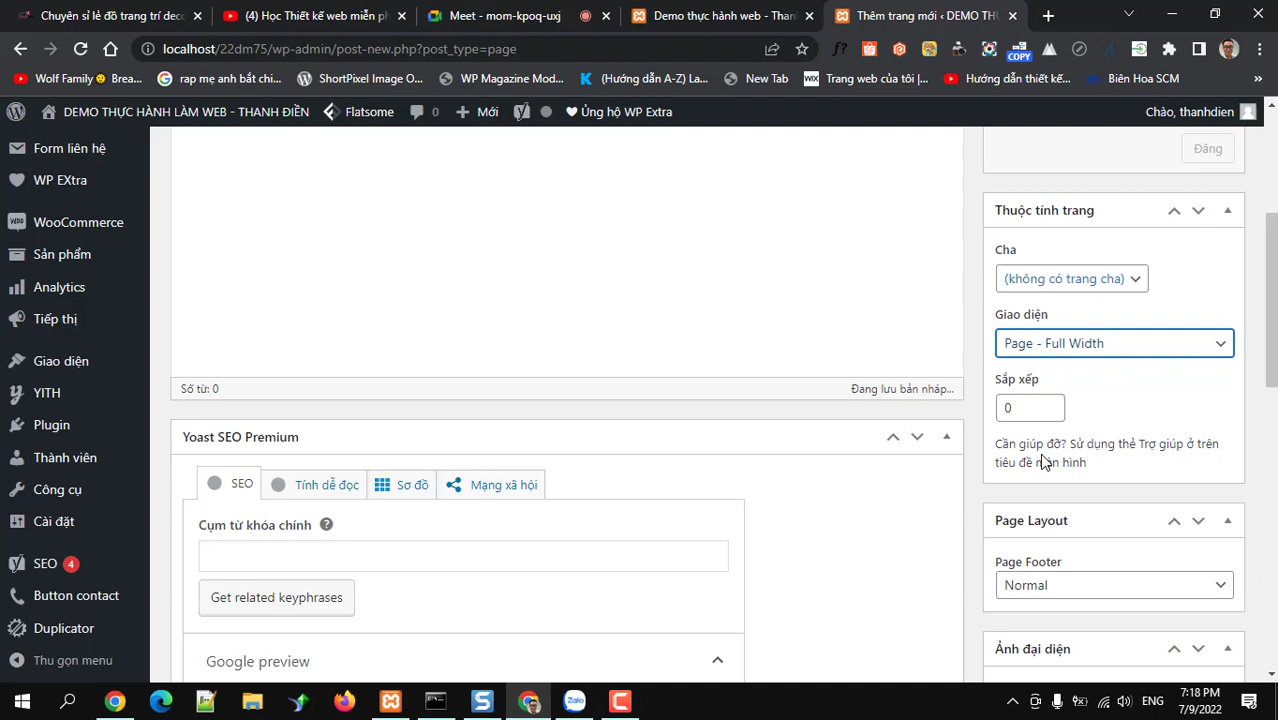 Chuyên sỉ lẻ đồ trang trí deco
(4) Học Thiết kế web miễn p
Meet - mom-kpoq-uxj
Demo thực hành web - Than
Thêm trang mới ‹ DEMO TH
localhost/22dm75/wp-admin/post-new.php?post_type=page
f?
COPY
Wolf Family Brea...
rap mẹ anh bắt chi...
ShortPixel Image O...
WP Magazine Mod...
(Hướng dẫn A-Z) La...
New Tab
WIX
Trang web của tôi |...
Hướng dẫn thiết kế...
Biên Hoa SCM
»
DEMO THỰC HÀNH LÀM WEB - THANH ĐIỀN
Flatsome
0
Mới
Ủng hộ WP Extra
Chào, thanhdien
Form liên hệ
WP EXtra
WooCommerce
Sản phẩm
Analytics
Tiếp thị
Giao diện
YITH
Plugin
Thành viên
Công cụ
Cài đặt
SEO 4
Button contact
Duplicator
Thu gọn menu
Số từ: 0
Đang lưu bản nháp...
Yoast SEO Premium
SEO
Tính dễ đọc
Sơ đồ
Mạng xã hội
Cụm từ khóa chính
Get related keyphrases
Google preview
Đăng
Thuộc tính trang
Cha
(không có trang cha)
Giao diện
Page - Full Width
Sắp xếp
0
Cần giúp đỡ? Sử dụng thẻ Trợ giúp ở trên
tiêu đề màn hình
Page Layout
Page Footer
Normal
Ảnh đại diện
Zalo
ENG
7:18 PM
7/9/2022